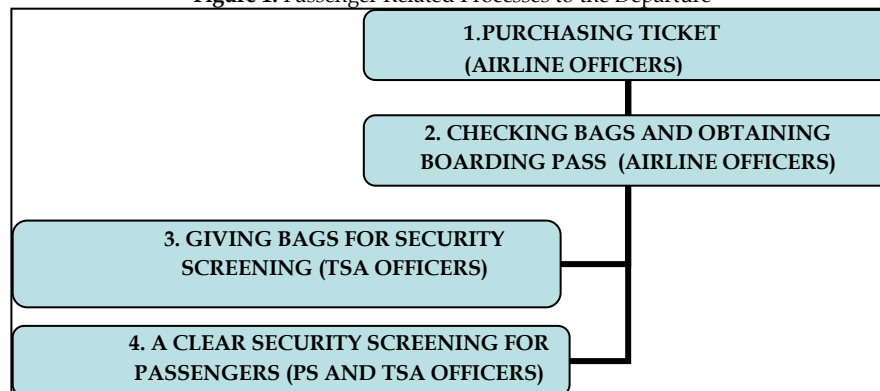 Figure 1. Passenger Related Processes to the Departure
1.PURCHASING TICKET
(AIRLINE OFFICERS)
2. CHECKING BAGS AND OBTAINING
BOARDING PASS (AIRLINE OFFICERS)
3. GIVING BAGS FOR SECURITY
SCREENING (TSA OFFICERS)
4. A CLEAR SECURITY SCREENING FOR
PASSENGERS (PS AND TSA OFFICERS)